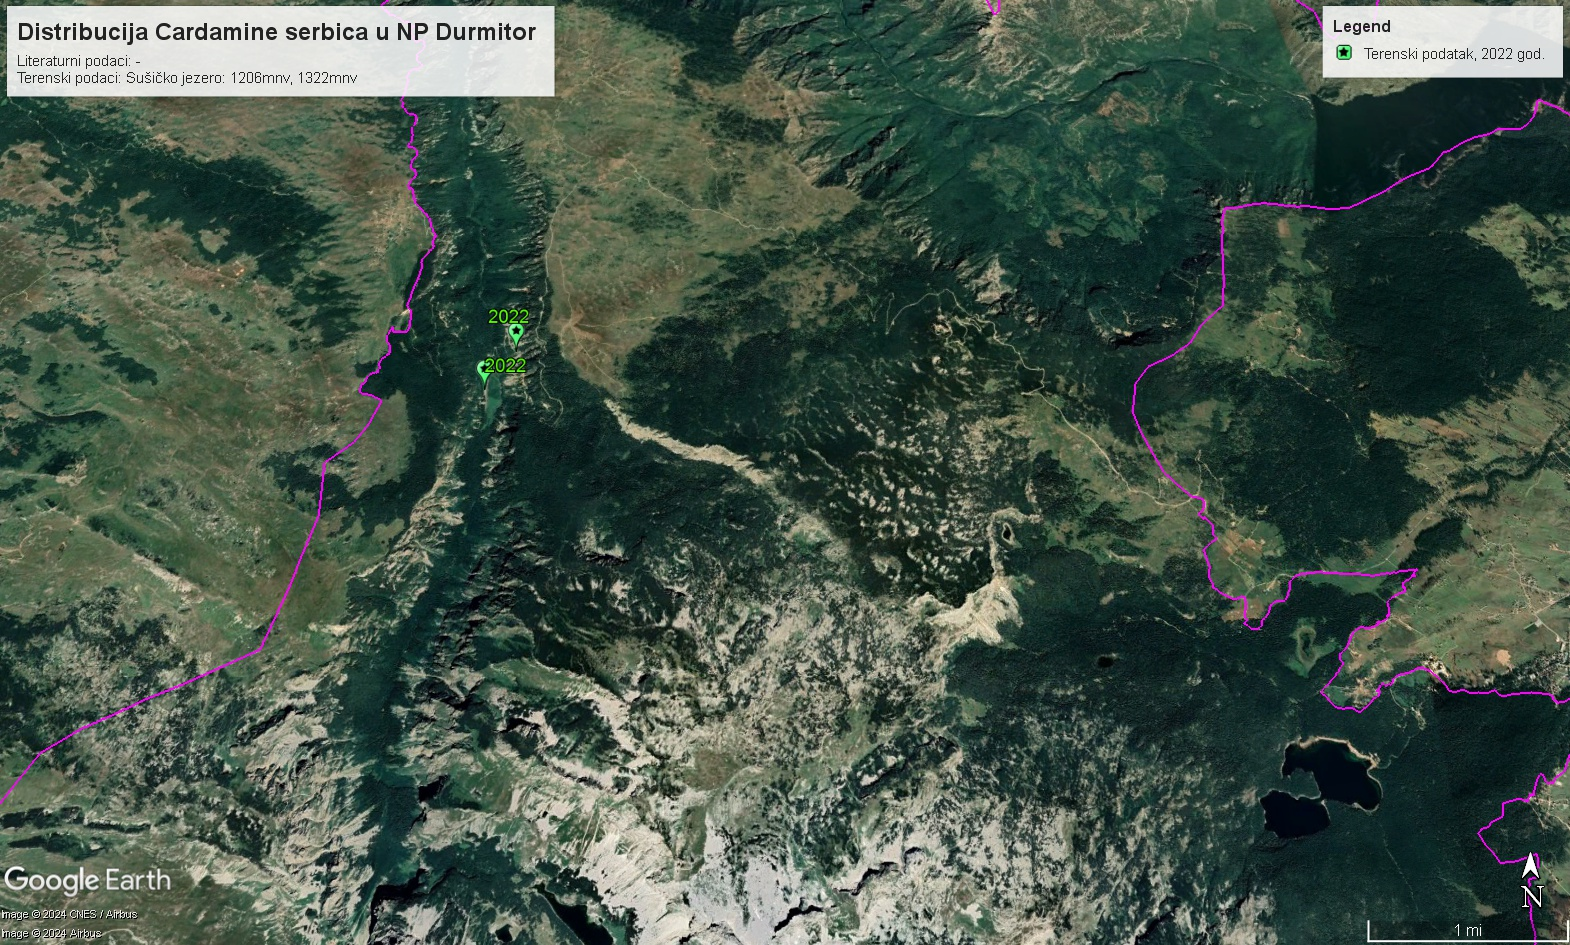 Distribucija Cardamine serbica u NP Durmitor
Literaturni podaci: -
Terenski podaci: Sušičko jezero: 1206mnv, 1322mnv
Legend
Terenski podatak, 2022 god.
2022
2022
Google Earth
Image © 2024 CNES / Airbus
Image © 2024 Airbus
N
1 mi